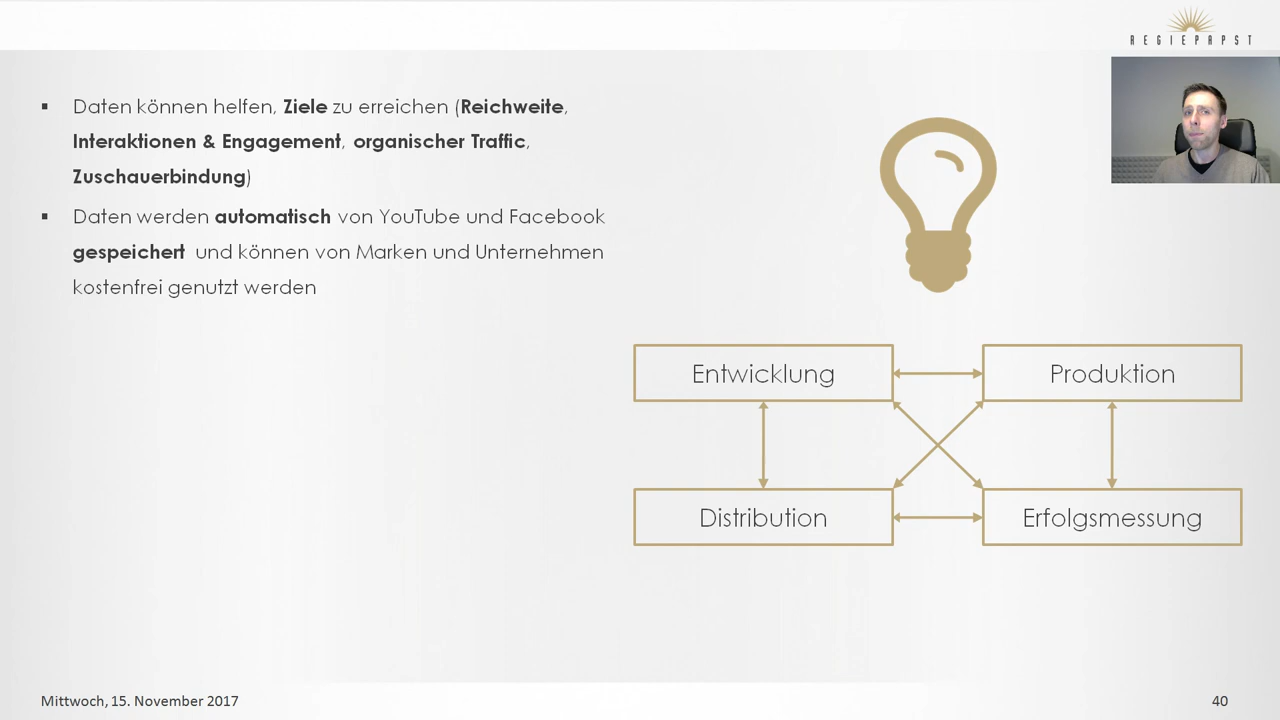 REGIEPAPST
▪ Daten können helfen, Ziele zu erreichen (Reichweite,
Interaktionen & Engagement, organischer Traffic,
Zuschauerbindung)
▪ Daten werden automatisch von YouTube und Facebook
gespeichert und können von Marken und Unternehmen
kostenfrei genutzt werden
Entwicklung
Produktion
Distribution
Erfolgsmessung
Mittwoch, 15. November 2017
40